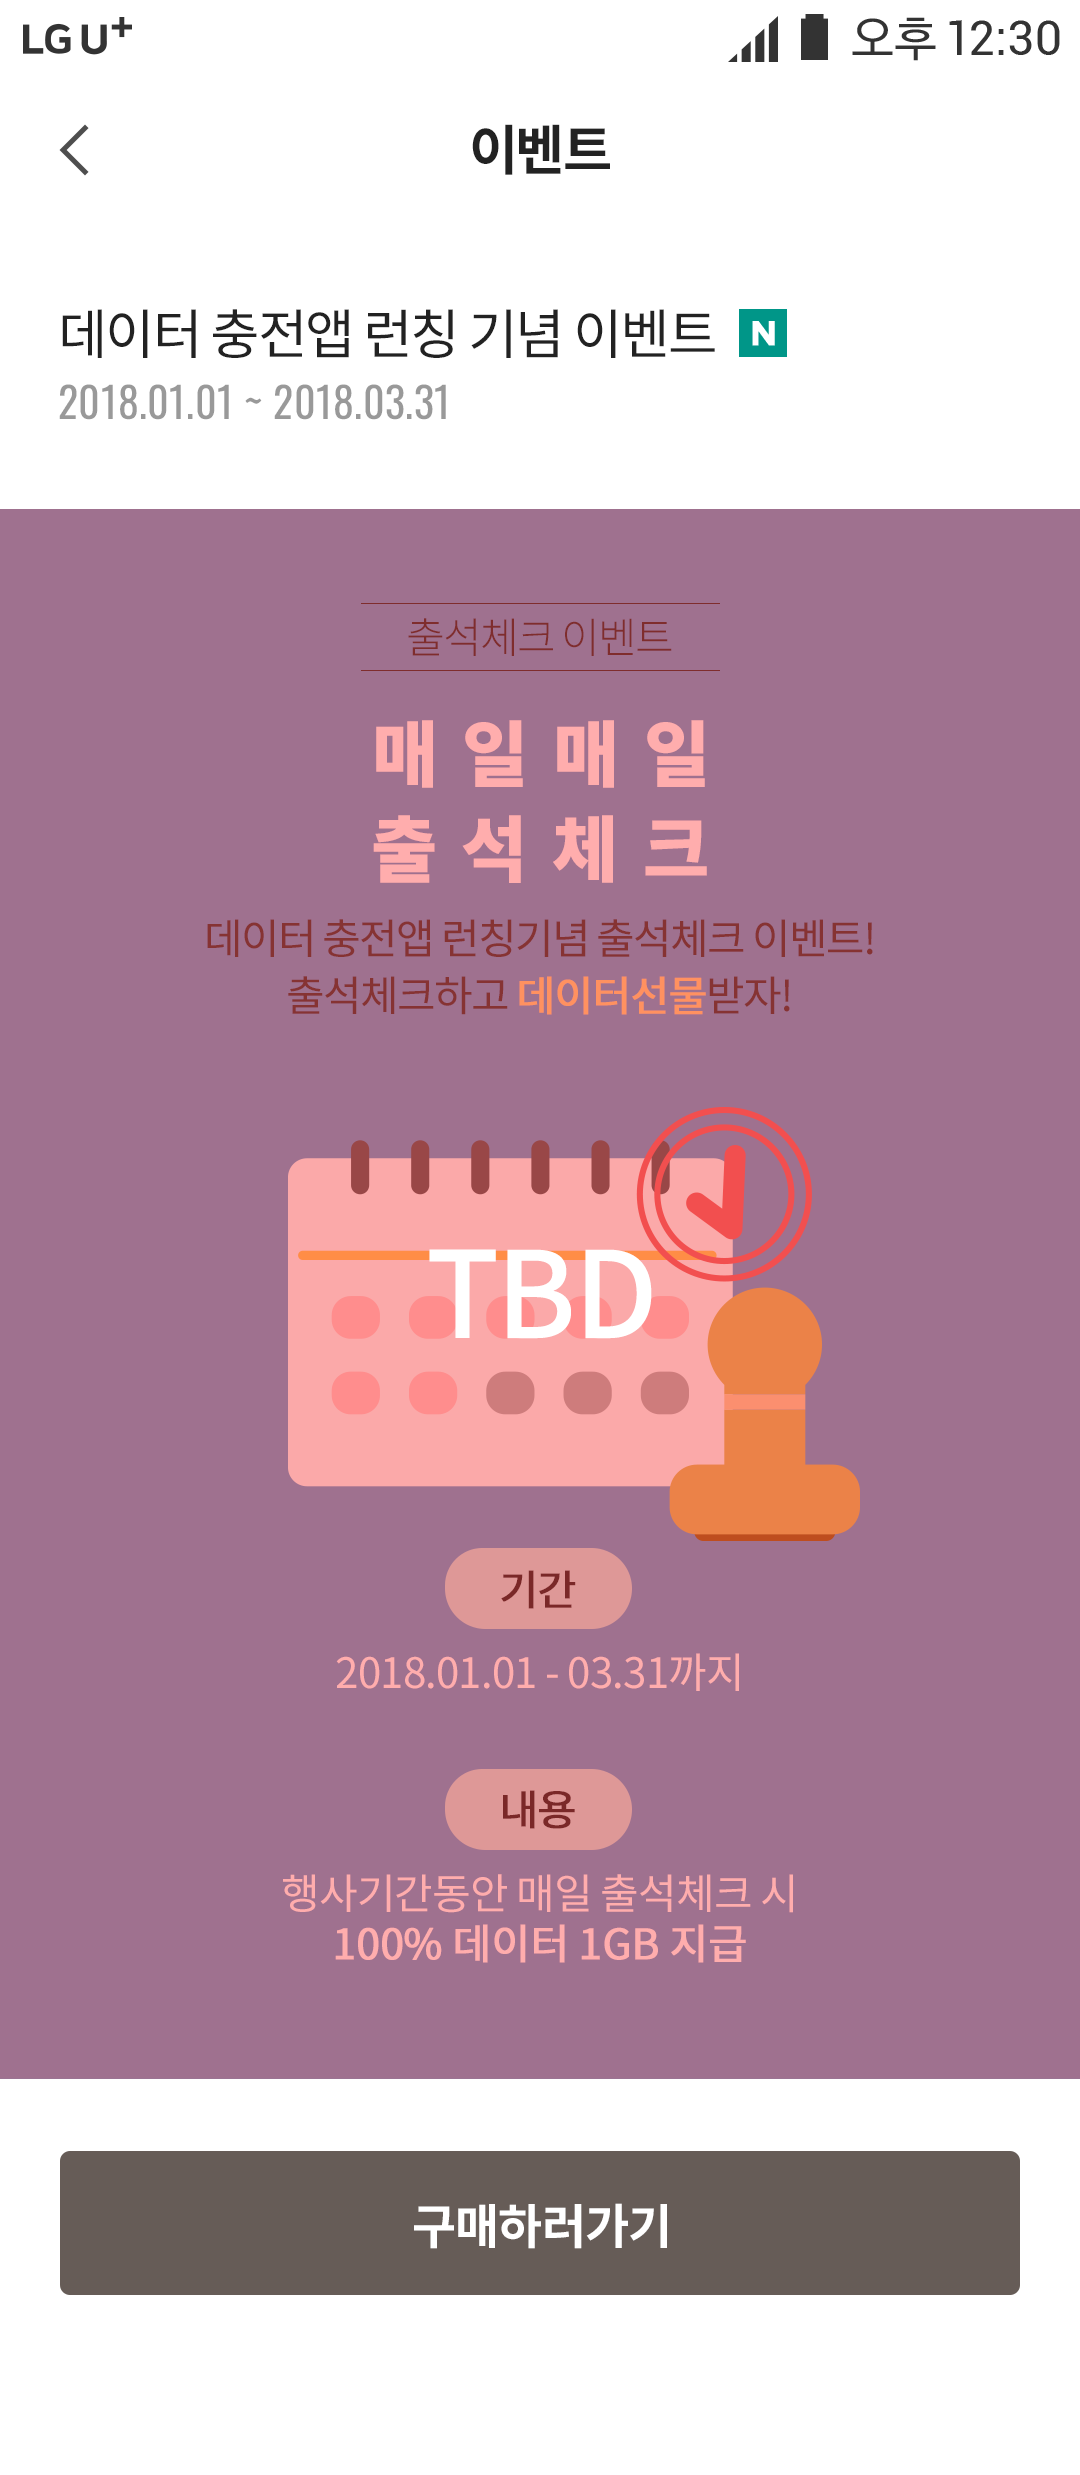 LG U+ 오후 12:30
이벤트
데이터 충전앱 런칭 기념 이벤트 N
2018.01.01 ~ 2018.03.31
출석체크 이벤트
매일매일
출석체크
데이터 충전앱 런칭기념 출석체크 이벤트!
출석체크하고 데이터선물받자!
TBD
기간
2018.01.01 - 03.31까지
내용
행사기간동안 매일 출석체크 시
100% 데이터 1GB 지급
구매하러가기